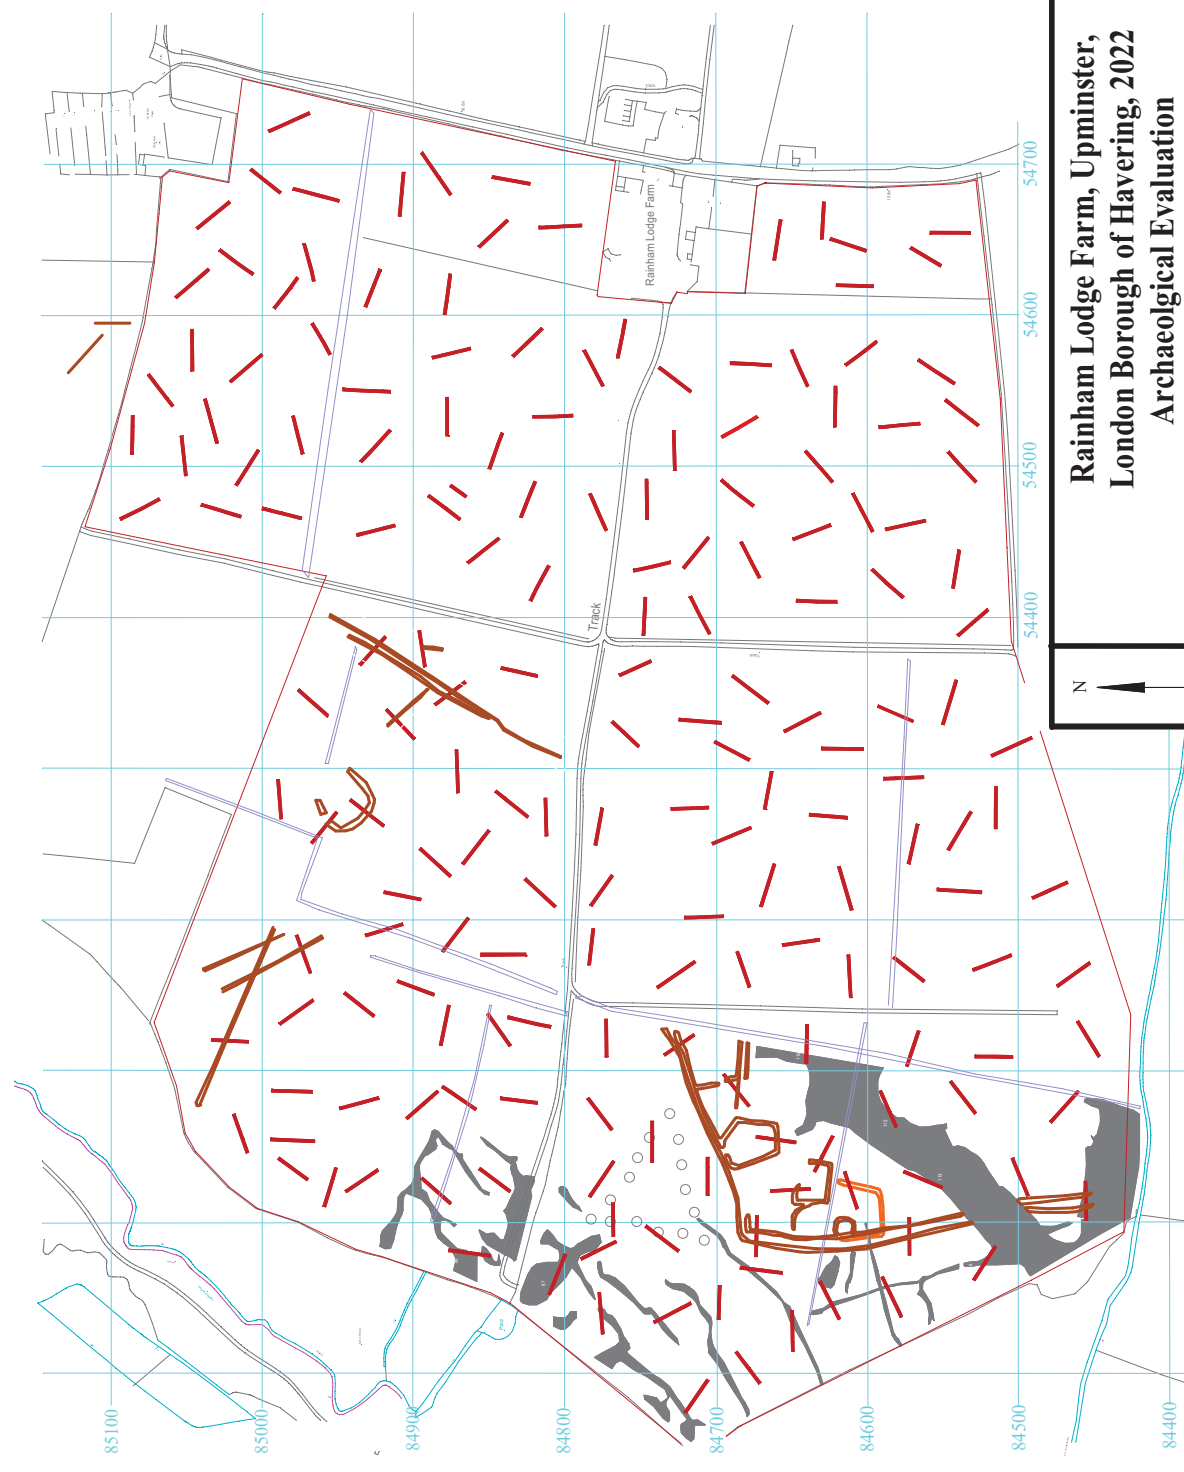 Rainham Lodge Farm, Upminster,
London Borough of Havering, 2022
Archaeolgical Evaluation
N
54700
54600
54500
54400
Rainham Lodge Farm
Track
Pond
85100
85000
84900
84800
84700
84600
84500
84400